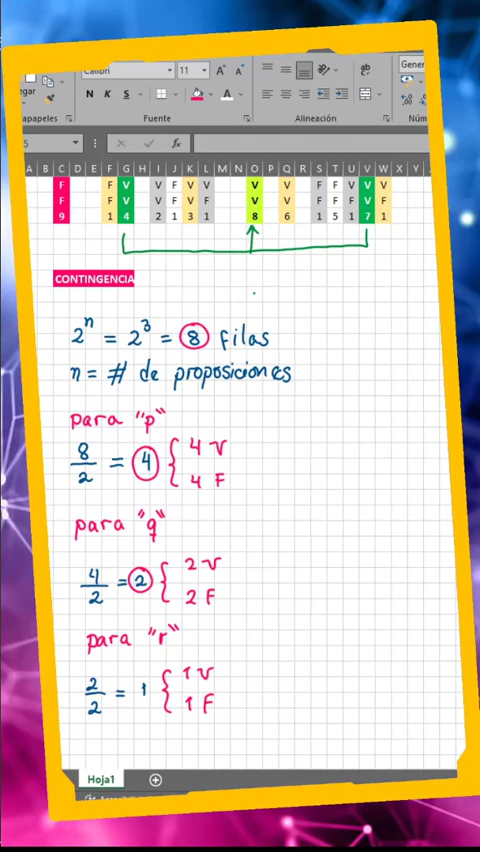 Calibri 11 A A Gener
egar
N K S A
apapeles Fuente Alineación Núm
5 fx
A B C D E F G H I J K L M N O P Q R S T U V W X
F F V V F V V V V F F V V V
F F V V F V V V V F F V V F
9 1 4 2 1 3 1 8 6 1 5 1 7 1
CONTINGENCIA
2ⁿ = 2³ = 8 filas
n = # de proposiciones
para "p"
8/2 = 4 { 4 V
4 F
para "q"
4/2 = 2 { 2 V
2 F
para "r"
2/2 = 1 { 1 V
1 F
Hoja1